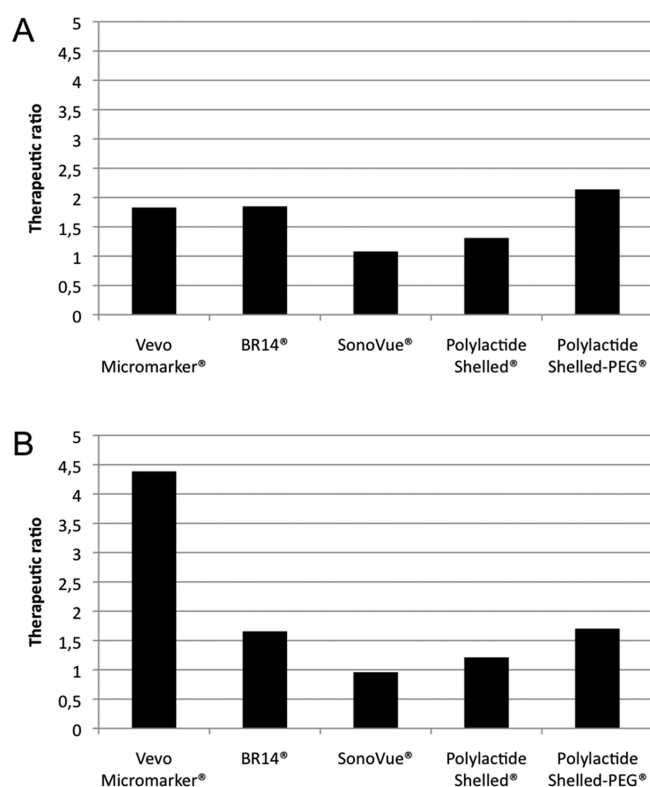 A
5
4,5
4
3,5
3
2,5
2
1,5
1
0,5
0
Therapeutic ratio
Vevo Micromarker®
BR14®
SonoVue®
Polylactide Shelled®
Polylactide Shelled-PEG®
B
5
4,5
4
3,5
3
2,5
2
1,5
1
0,5
0
Therapeutic ratio
Vevo Micromarker®
BR14®
SonoVue®
Polylactide Shelled®
Polylactide Shelled-PEG®